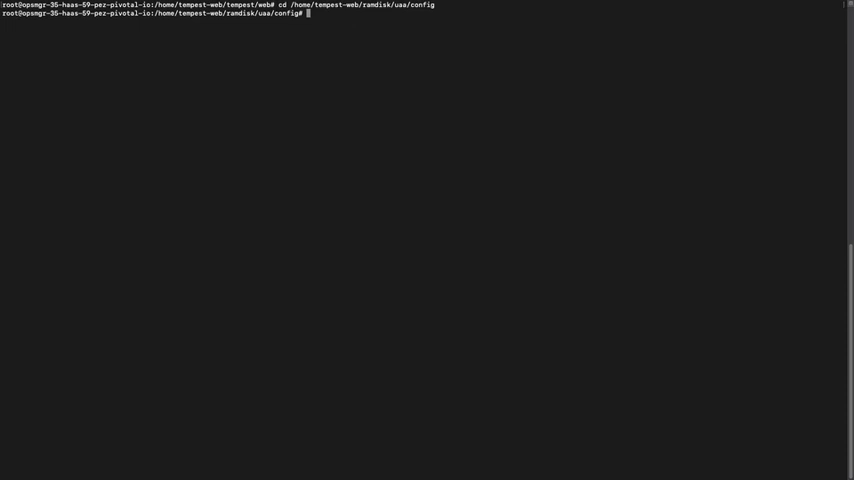 root@opsmgr-35-haas-59-pez-pivotal-io:/home/tempest-web/tempest/web# cd /home/tempest-web/ramdisk/uaa/config
root@opsmgr-35-haas-59-pez-pivotal-io:/home/tempest-web/ramdisk/uaa/config#